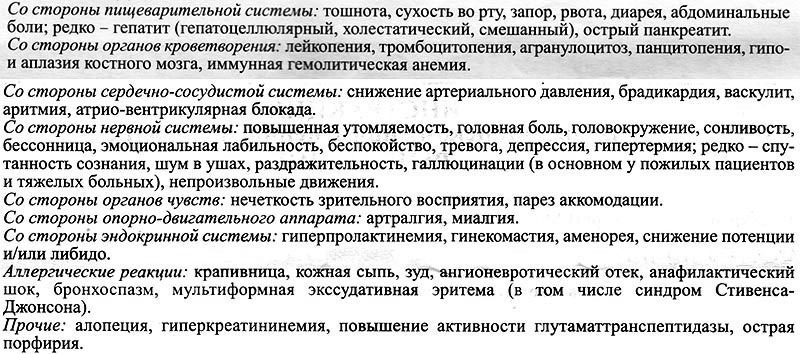 Со стороны пищеварительной системы: тошнота, сухость во рту, запор, рвота, диарея, абдоминальные
боли; редко – гепатит (гепатоцеллюлярный, холестатический, смешанный), острый панкреатит.
Со стороны органов кроветворения: лейкопения, тромбоцитопения, агранулоцитоз, панцитопения, гипо-
и аплазия костного мозга, иммунная гемолитическая анемия.
Со стороны сердечно-сосудистой системы: снижение артериального давления, брадикардия, васкулит,
аритмия, атрио-вентрикулярная блокада.
Со стороны нервной системы: повышенная утомляемость, головная боль, головокружение, сонливость,
бессонница, эмоциональная лабильность, беспокойство, тревога, депрессия, гипертермия; редко – спу-
танность сознания, шум в ушах, раздражительность, галлюцинации (в основном у пожилых пациентов
и тяжелых больных), непроизвольные движения.
Со стороны органов чувств: нечеткость зрительного восприятия, парез аккомодации.
Со стороны опорно-двигательного аппарата: артралгия, миалгия.
Со стороны эндокринной системы: гиперпролактинемия, гинекомастия, аменорея, снижение потенции
и/или либидо.
Аллергические реакции: крапивница, кожная сыпь, зуд, ангионевротический отек, анафилактический
шок, бронхоспазм, мультиформная экссудативная эритема (в том числе синдром Стивенса-
Джонсона).
Прочие: алопеция, гиперкреатининемия, повышение активности глутаматтранспептидазы, острая
порфирия.